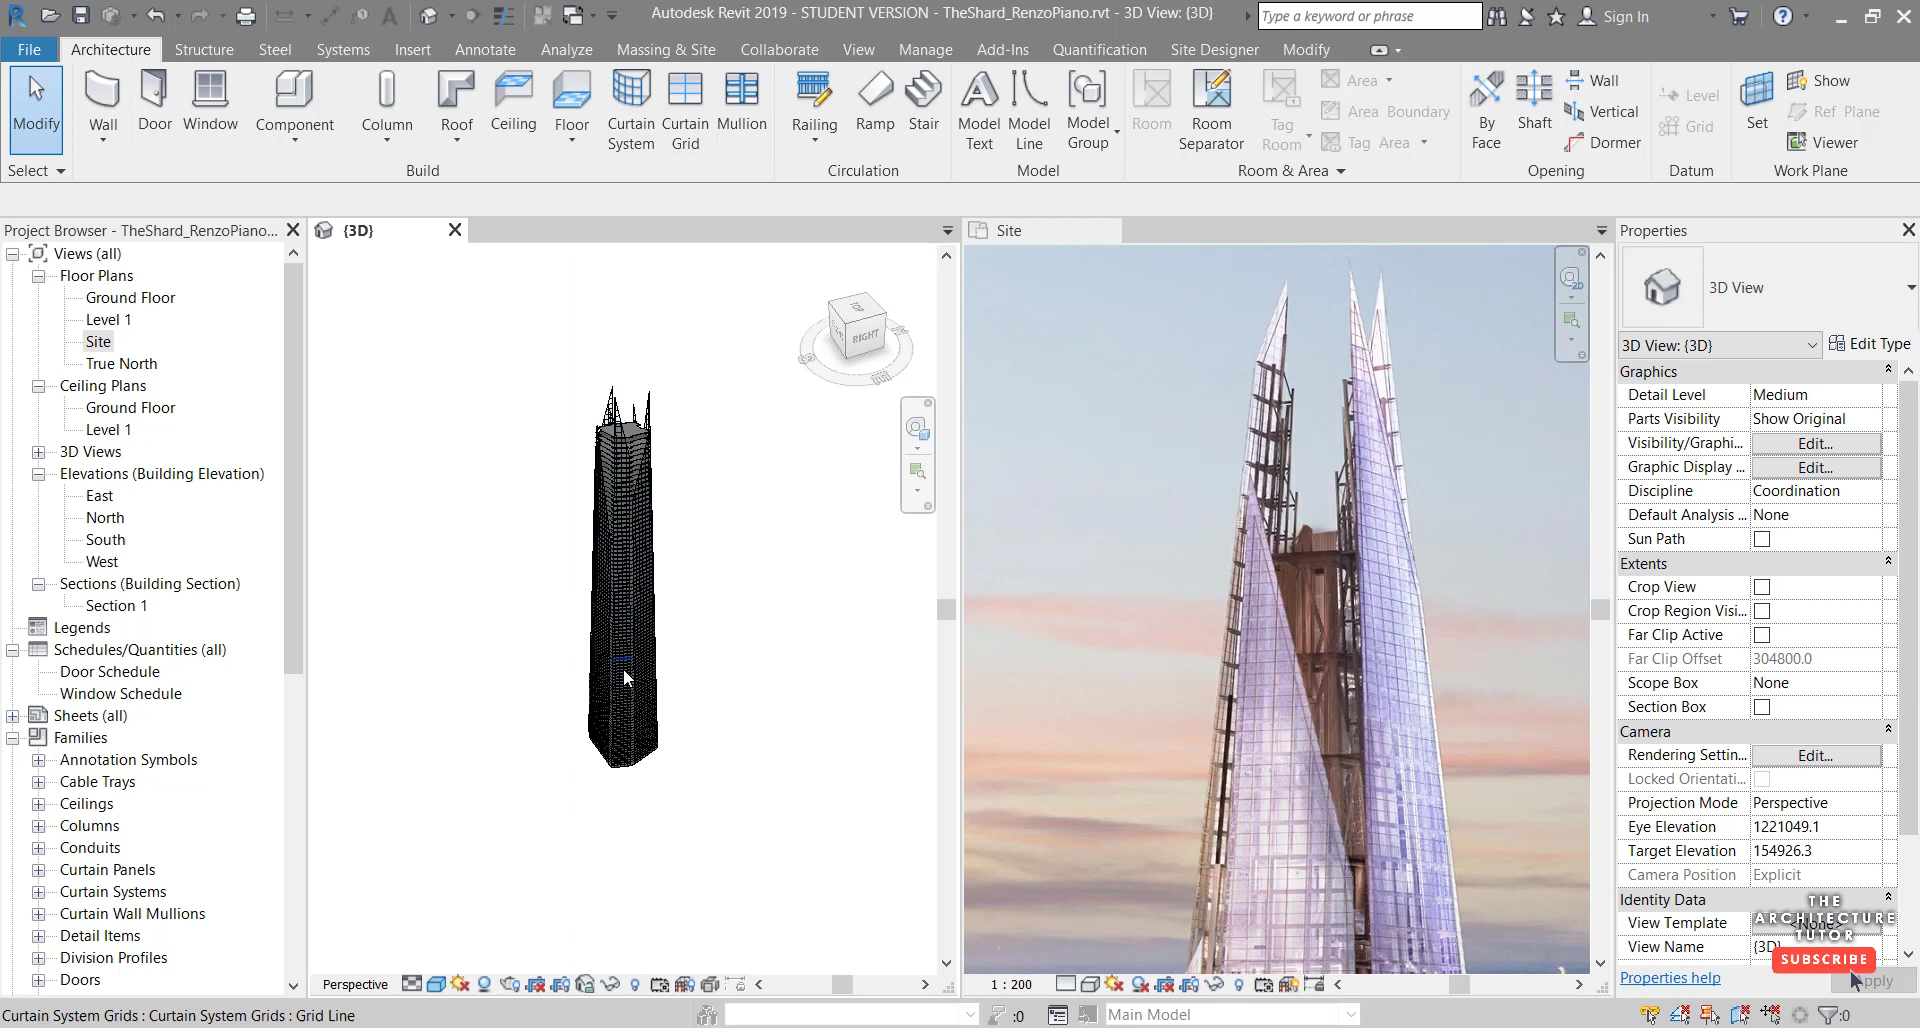 Autodesk Revit 2019 - STUDENT VERSION - TheShard_RenzoPiano.rvt - 3D View: {3D}
Type a keyword or phrase
Sign In
File Architecture Structure Steel Systems Insert Annotate Analyze Massing & Site Collaborate View Manage Add-Ins Quantification Site Designer Modify
Modify
Wall
Door
Window
Component
Column
Roof
Ceiling
Floor
Curtain System
Curtain Grid
Mullion
Railing
Ramp
Stair
Model Text
Model Line
Model Group
Room
Room Separator
Tag Room
Area
Area Boundary
Tag Area
By Face
Shaft
Wall
Vertical
Dormer
Level
Grid
Set
Show
Ref Plane
Viewer
Select Build Circulation Model Room & Area Opening Datum Work Plane
Project Browser - TheShard_RenzoPiano...
Views (all)
Floor Plans
Ground Floor
Level 1
Site
True North
Ceiling Plans
Ground Floor
Level 1
3D Views
Elevations (Building Elevation)
East
North
South
West
Sections (Building Section)
Section 1
Legends
Schedules/Quantities (all)
Door Schedule
Window Schedule
Sheets (all)
Families
Annotation Symbols
Cable Trays
Ceilings
Columns
Conduits
Curtain Panels
Curtain Systems
Curtain Wall Mullions
Detail Items
Division Profiles
Doors
{3D}
TOP
RIGHT
Perspective
Site
2D
1 : 200
Properties
3D View
3D View: {3D} Edit Type
Graphics
Detail Level Medium
Parts Visibility Show Original
Visibility/Graphi... Edit...
Graphic Display ... Edit...
Discipline Coordination
Default Analysis ... None
Sun Path
Extents
Crop View
Crop Region Visi...
Far Clip Active
Far Clip Offset 304800.0
Scope Box None
Section Box
Camera
Rendering Settin... Edit...
Locked Orientati...
Projection Mode Perspective
Eye Elevation 1221049.1
Target Elevation 154926.3
Camera Position Explicit
Identity Data
View Template <None>
View Name {3D}
Properties help
THE
ARCHITECTURE
TUTOR
SUBSCRIBE
Curtain System Grids : Curtain System Grids : Grid Line
:0
Main Model
:0